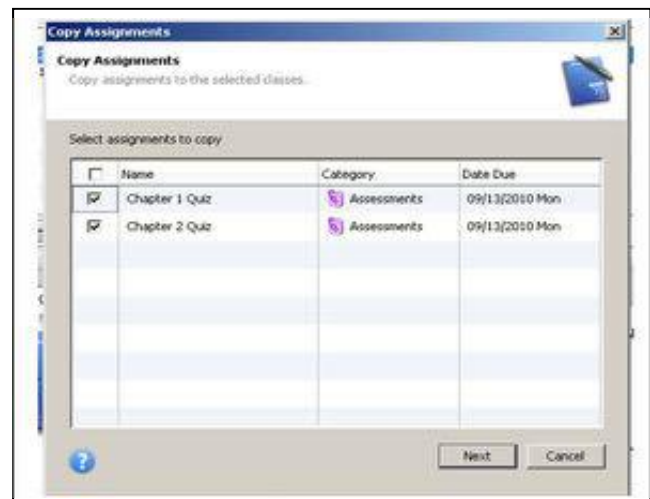 Copy Assignments
Copy Assignments
Copy assignments to the selected classes.
Select assignments to copy
Name Category Date Due
Chapter 1 Quiz Assessments 09/13/2010 Mon
Chapter 2 Quiz Assessments 09/13/2010 Mon
Next Cancel